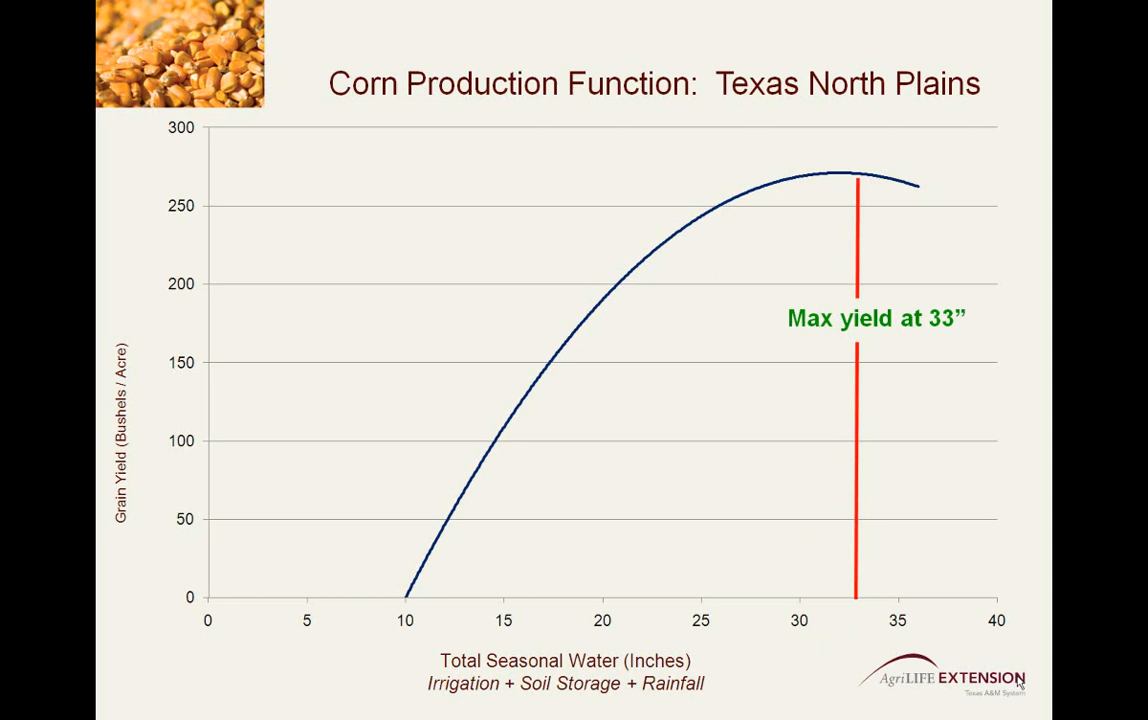 Corn Production Function: Texas North Plains
300
250
200
150
100
50
0
Grain Yield (Bushels / Acre)
Max yield at 33”
0 5 10 15 20 25 30 35 40
Total Seasonal Water (Inches)
Irrigation + Soil Storage + Rainfall
AgriLIFE EXTENSION
Texas A&M System